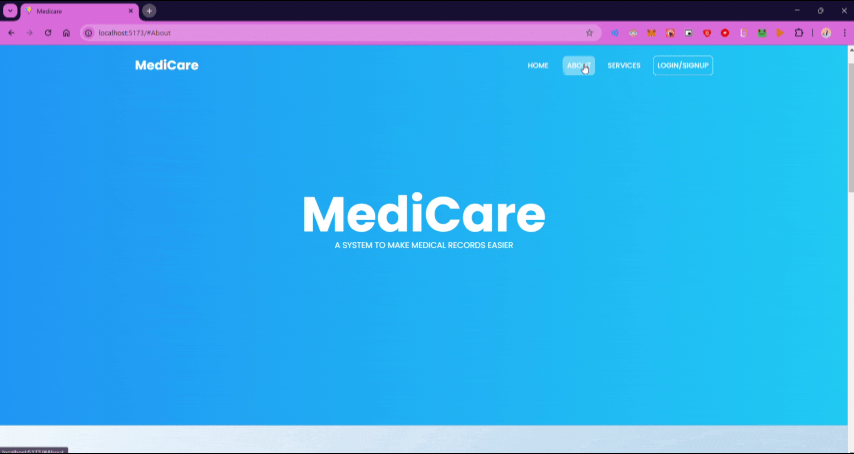 Medicare
localhost:5173/#About
MediCare
HOME
ABOUT
SERVICES
LOGIN/SIGNUP
MediCare
A SYSTEM TO MAKE MEDICAL RECORDS EASIER
localhost:5173/#About